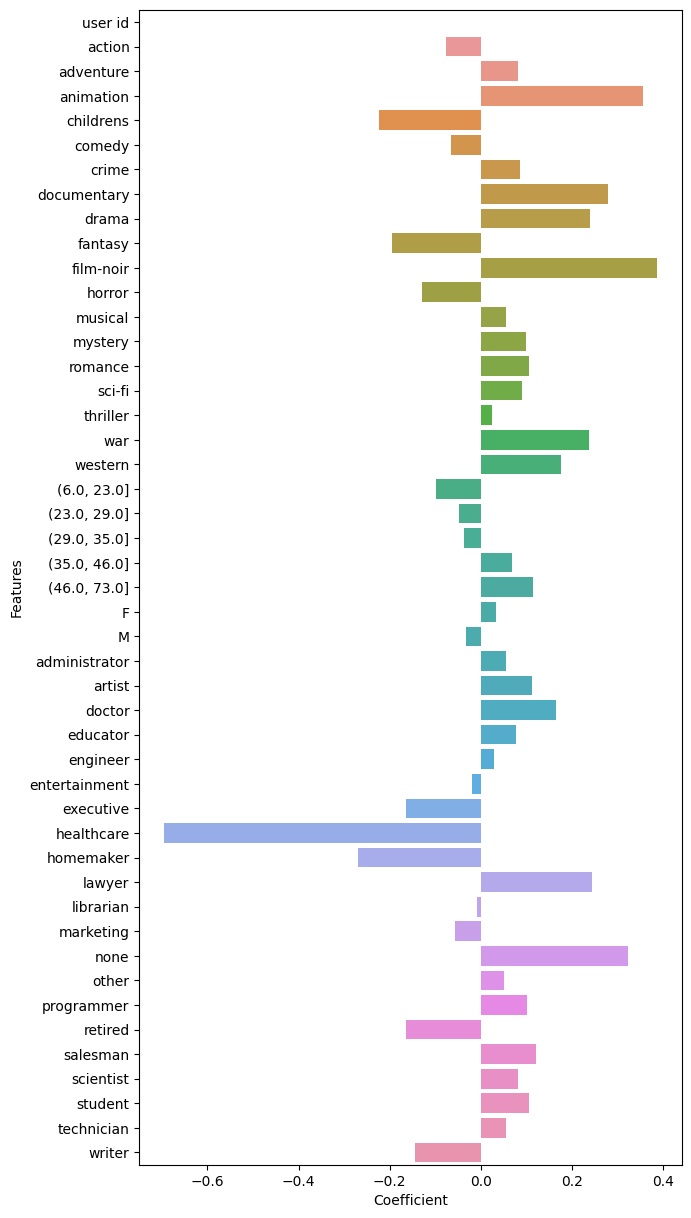 user id
action
adventure
animation
childrens
comedy
crime
documentary
drama
fantasy
film-noir
horror
musical
mystery
romance
sci-fi
thriller
war
western
(6.0, 23.0]
(23.0, 29.0]
(29.0, 35.0]
(35.0, 46.0]
(46.0, 73.0]
F
M
administrator
artist
doctor
educator
engineer
entertainment
executive
healthcare
homemaker
lawyer
librarian
marketing
none
other
programmer
retired
salesman
scientist
student
technician
writer
Features
−0.6 −0.4 −0.2 0.0 0.2 0.4
Coefficient